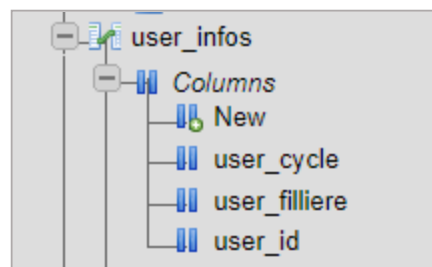 user_infos
Columns
New
user_cycle
user_filliere
user_id